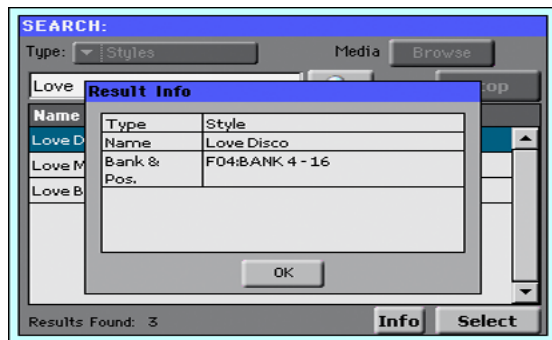 SEARCH:
Type: Styles Media Browse
Love top
Result Info
Name
Type Style
Love D Name Love Disco
Love M Bank & F04:BANK 4 - 16
Pos.
Love B
OK
Results Found: 3 Info Select